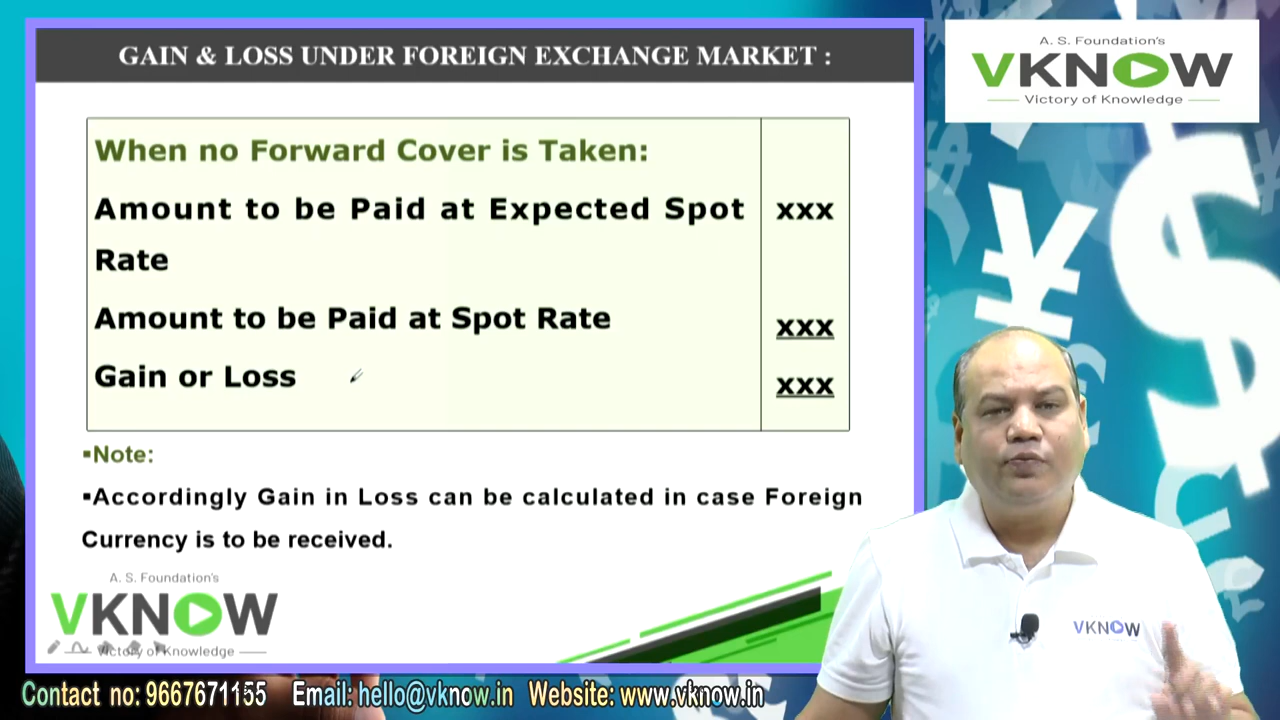 GAIN & LOSS UNDER FOREIGN EXCHANGE MARKET :
A. S. Foundation's
VKNOW
Victory of Knowledge
When no Forward Cover is Taken:
Amount to be Paid at Expected Spot xxx
Rate
Amount to be Paid at Spot Rate xxx
Gain or Loss xxx
▪Note:
▪Accordingly Gain in Loss can be calculated in case Foreign
Currency is to be received.
A. S. Foundation's
VKNOW
Victory of Knowledge
VKNOW
Contact no: 9667671155 Email: hello@vknow.in Website: www.vknow.in